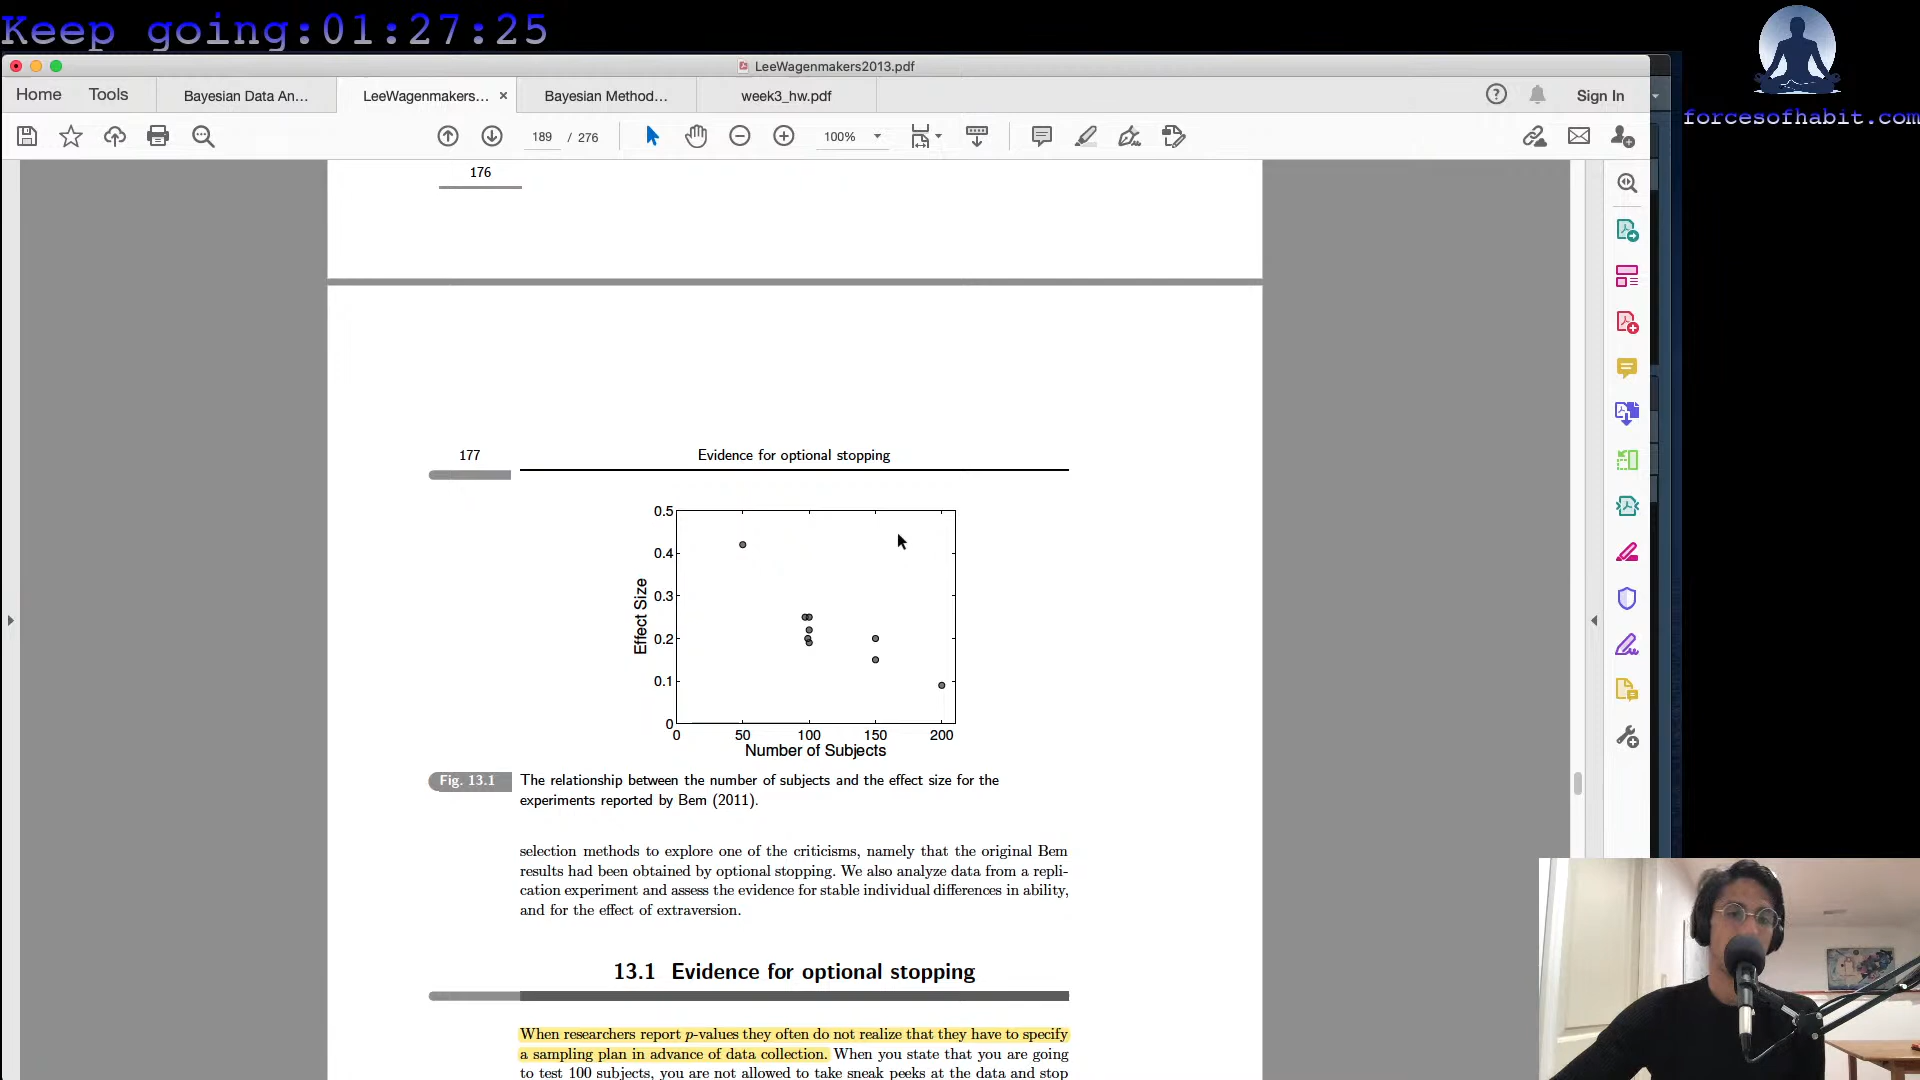 Keep going:01:27:25
forcesofhabit.com
LeeWagenmakers2013.pdf
Home Tools Bayesian Data An... LeeWagenmakers... × Bayesian Method... week3_hw.pdf Sign In
189 / 276 100%
176
177 Evidence for optional stopping
0.5
0.4
0.3
0.2
0.1
0
Effect Size
0 50 100 150 200
Number of Subjects
Fig. 13.1 The relationship between the number of subjects and the effect size for the
experiments reported by Bem (2011).
selection methods to explore one of the criticisms, namely that the original Bem
results had been obtained by optional stopping. We also analyze data from a repli-
cation experiment and assess the evidence for stable individual differences in ability,
and for the effect of extraversion.
13.1 Evidence for optional stopping
When researchers report p-values they often do not realize that they have to specify
a sampling plan in advance of data collection. When you state that you are going
to test 100 subjects, you are not allowed to take sneak peeks at the data and stop